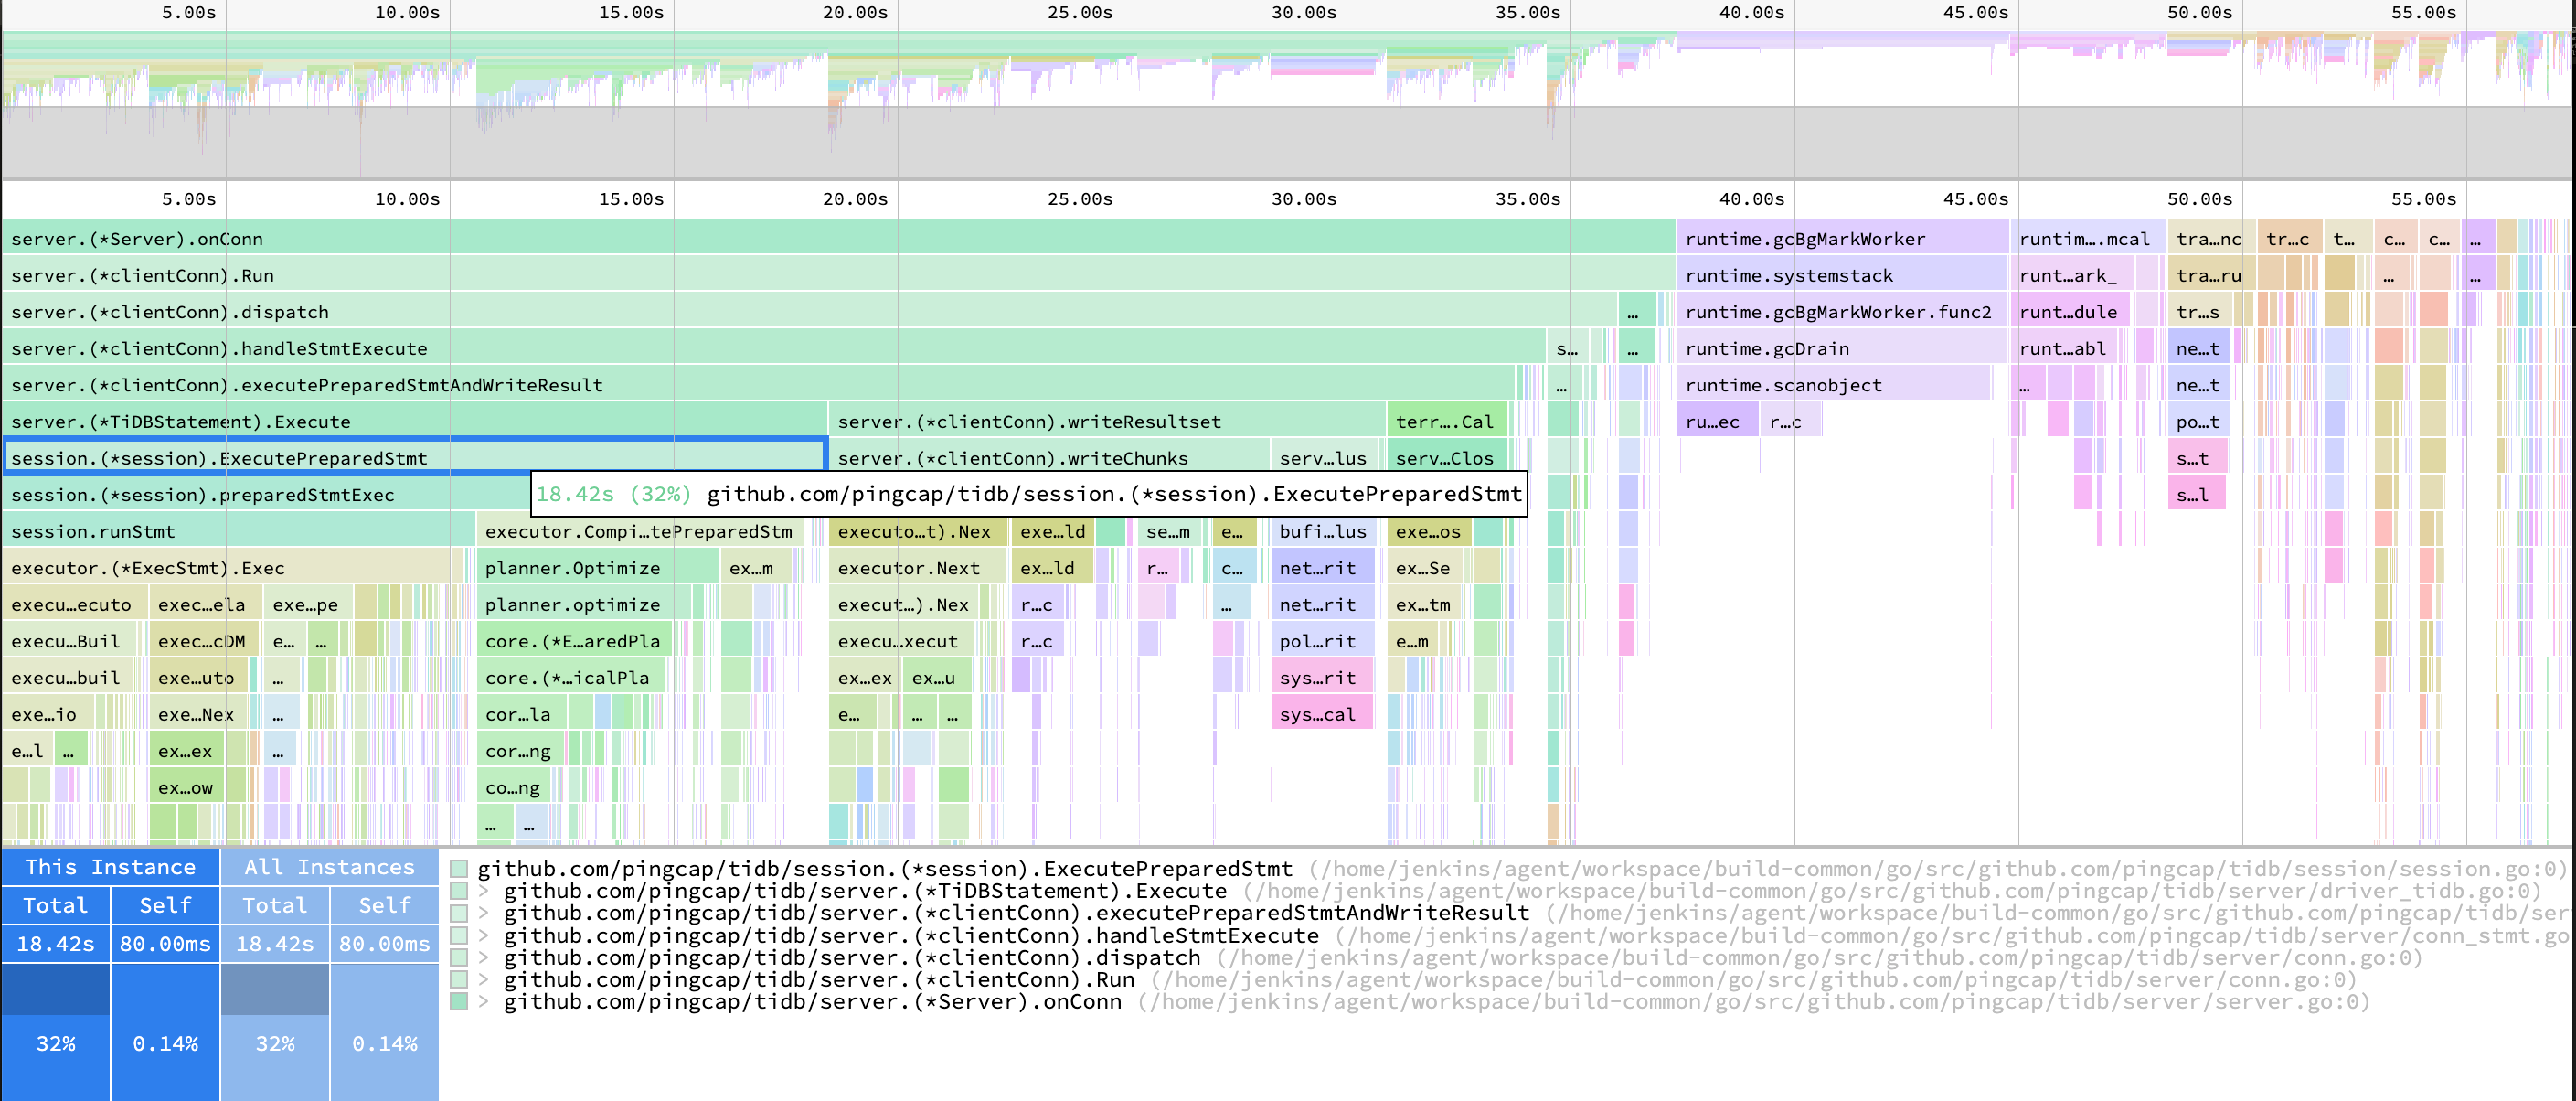 5.00s 10.00s 15.00s 20.00s 25.00s 30.00s 35.00s 40.00s 45.00s 50.00s 55.00s
5.00s 10.00s 15.00s 20.00s 25.00s 30.00s 35.00s 40.00s 45.00s 50.00s 55.00s
server.(*Server).onConn runtime.gcBgMarkWorker runtim….mcal tra…nc tr…c t… c… c… …
server.(*clientConn).Run runtime.systemstack runt…ark_ tra…ru … …
server.(*clientConn).dispatch … runtime.gcBgMarkWorker.func2 runt…dule tr…s
server.(*clientConn).handleStmtExecute s… … runtime.gcDrain runt…abl ne…t
server.(*clientConn).executePreparedStmtAndWriteResult … runtime.scanobject … ne…t
server.(*TiDBStatement).Execute server.(*clientConn).writeResultset terr….Cal ru…ec r…c po…t
session.(*session).ExecutePreparedStmt server.(*clientConn).writeChunks serv…lus serv…Clos s…t
session.(*session).preparedStmtExec 18.42s (32%) github.com/pingcap/tidb/session.(*session).ExecutePreparedStmt s…l
session.runStmt executor.Compi…tePreparedStm executo…t).Nex exe…ld se…m e… bufi…lus exe…os
executor.(*ExecStmt).Exec planner.Optimize ex…m executor.Next ex…ld r… c… net…rit ex…Se
execu…ecuto exec…ela exe…pe planner.optimize execut…).Nex r…c … net…rit ex…tm
execu…Buil exec…cDM e… … core.(*E…aredPla execu…xecut r…c pol…rit e…m
execu…buil exe…uto … core.(*…icalPla ex…ex ex…u sys…rit
exe…io exe…Nex … cor…la e… … … sys…cal
e…l … ex…ex … cor…ng
ex…ow co…ng
… …
This Instance All Instances
Total Self Total Self
18.42s 80.00ms 18.42s 80.00ms
32% 0.14% 32% 0.14%
github.com/pingcap/tidb/session.(*session).ExecutePreparedStmt (/home/jenkins/agent/workspace/build-common/go/src/github.com/pingcap/tidb/session/session.go:0)
> github.com/pingcap/tidb/server.(*TiDBStatement).Execute (/home/jenkins/agent/workspace/build-common/go/src/github.com/pingcap/tidb/server/driver_tidb.go:0)
> github.com/pingcap/tidb/server.(*clientConn).executePreparedStmtAndWriteResult (/home/jenkins/agent/workspace/build-common/go/src/github.com/pingcap/tidb/ser
> github.com/pingcap/tidb/server.(*clientConn).handleStmtExecute (/home/jenkins/agent/workspace/build-common/go/src/github.com/pingcap/tidb/server/conn_stmt.go
> github.com/pingcap/tidb/server.(*clientConn).dispatch (/home/jenkins/agent/workspace/build-common/go/src/github.com/pingcap/tidb/server/conn.go:0)
> github.com/pingcap/tidb/server.(*clientConn).Run (/home/jenkins/agent/workspace/build-common/go/src/github.com/pingcap/tidb/server/conn.go:0)
> github.com/pingcap/tidb/server.(*Server).onConn (/home/jenkins/agent/workspace/build-common/go/src/github.com/pingcap/tidb/server/server.go:0)